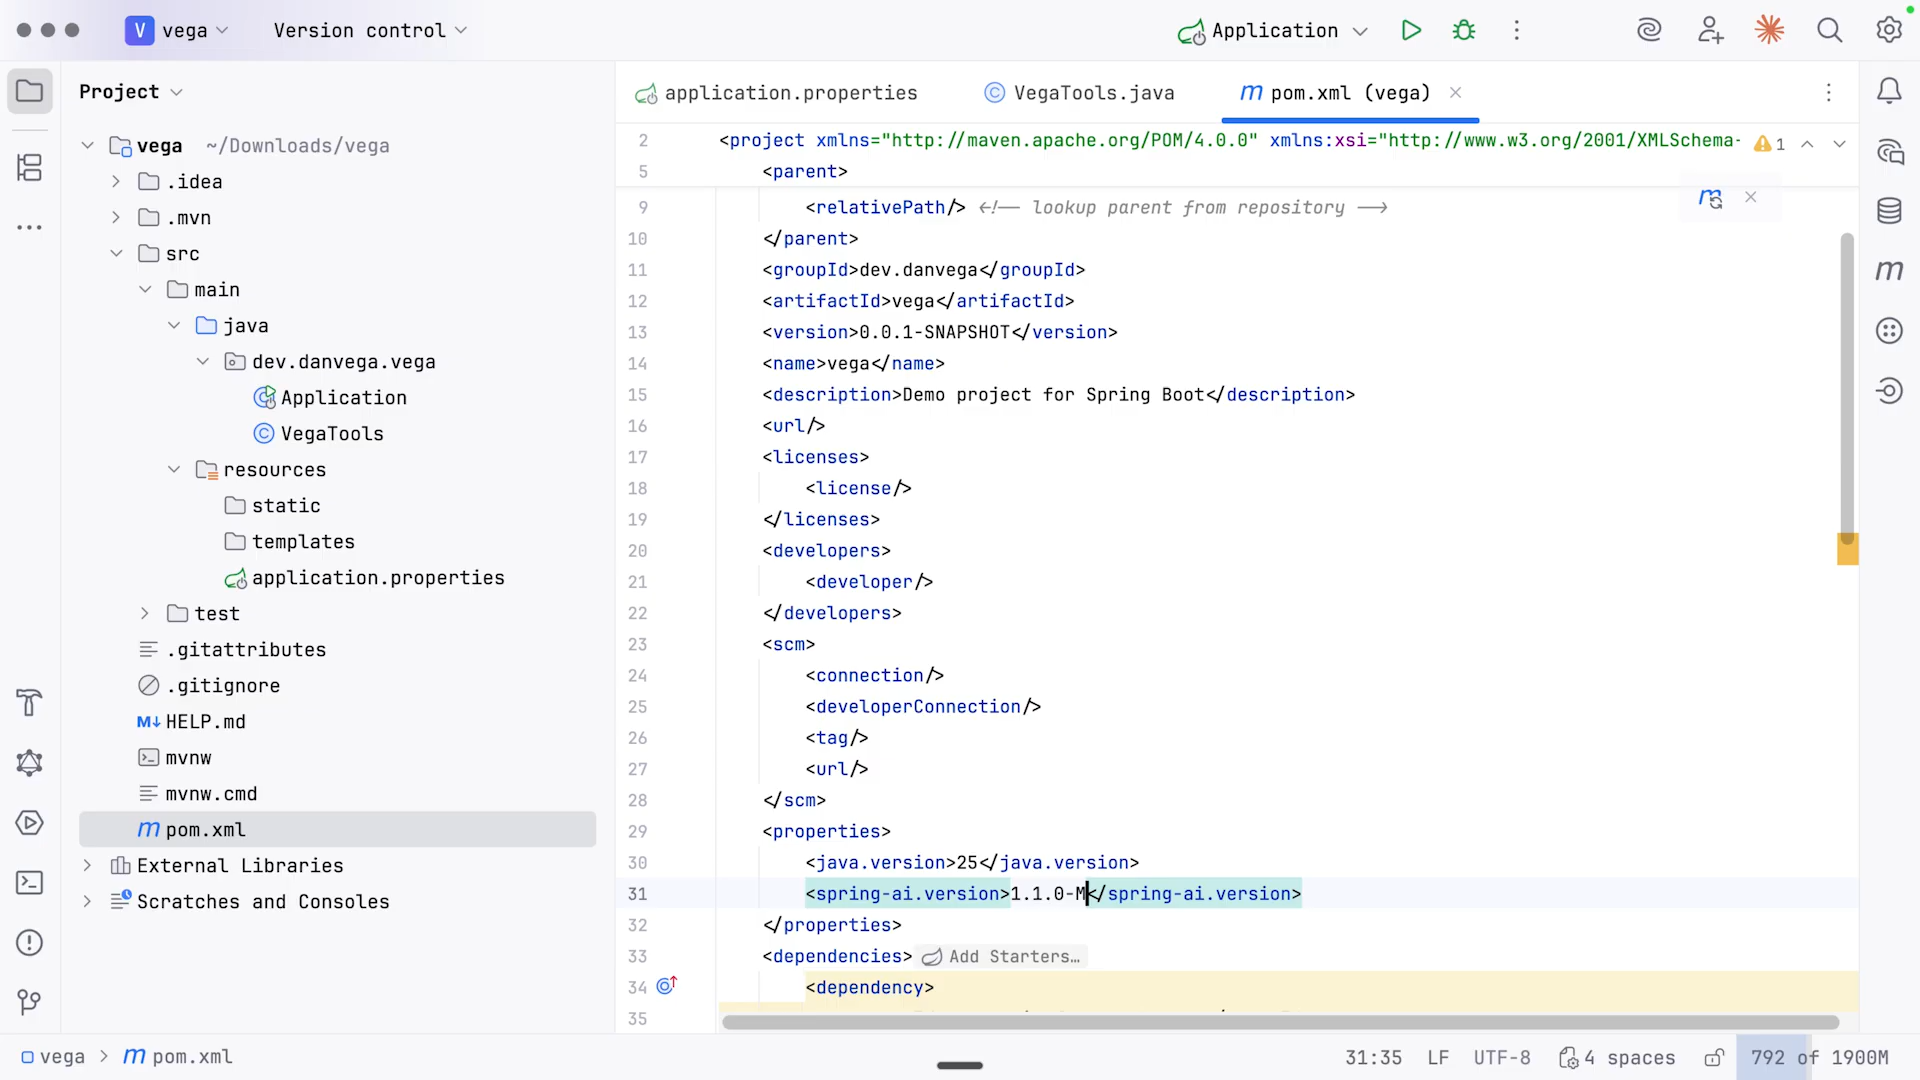 V vega
Version control
Application
Project
application.properties
VegaTools.java
m pom.xml (vega)
vega ~/Downloads/vega
.idea
.mvn
src
main
java
dev.danvega.vega
Application
VegaTools
resources
static
templates
application.properties
test
.gitattributes
.gitignore
M↓ HELP.md
mvnw
mvnw.cmd
m pom.xml
External Libraries
Scratches and Consoles
2 <project xmlns="http://maven.apache.org/POM/4.0.0" xmlns:xsi="http://www.w3.org/2001/XMLSchema- 1
5 <parent>
9 <relativePath/> <!-- lookup parent from repository -->
10 </parent>
11 <groupId>dev.danvega</groupId>
12 <artifactId>vega</artifactId>
13 <version>0.0.1-SNAPSHOT</version>
14 <name>vega</name>
15 <description>Demo project for Spring Boot</description>
16 <url/>
17 <licenses>
18 <license/>
19 </licenses>
20 <developers>
21 <developer/>
22 </developers>
23 <scm>
24 <connection/>
25 <developerConnection/>
26 <tag/>
27 <url/>
28 </scm>
29 <properties>
30 <java.version>25</java.version>
31 <spring-ai.version>1.1.0-M</spring-ai.version>
32 </properties>
33 <dependencies> Add Starters…
34 <dependency>
35
vega > m pom.xml
31:35 LF UTF-8 4 spaces 792 of 1900M